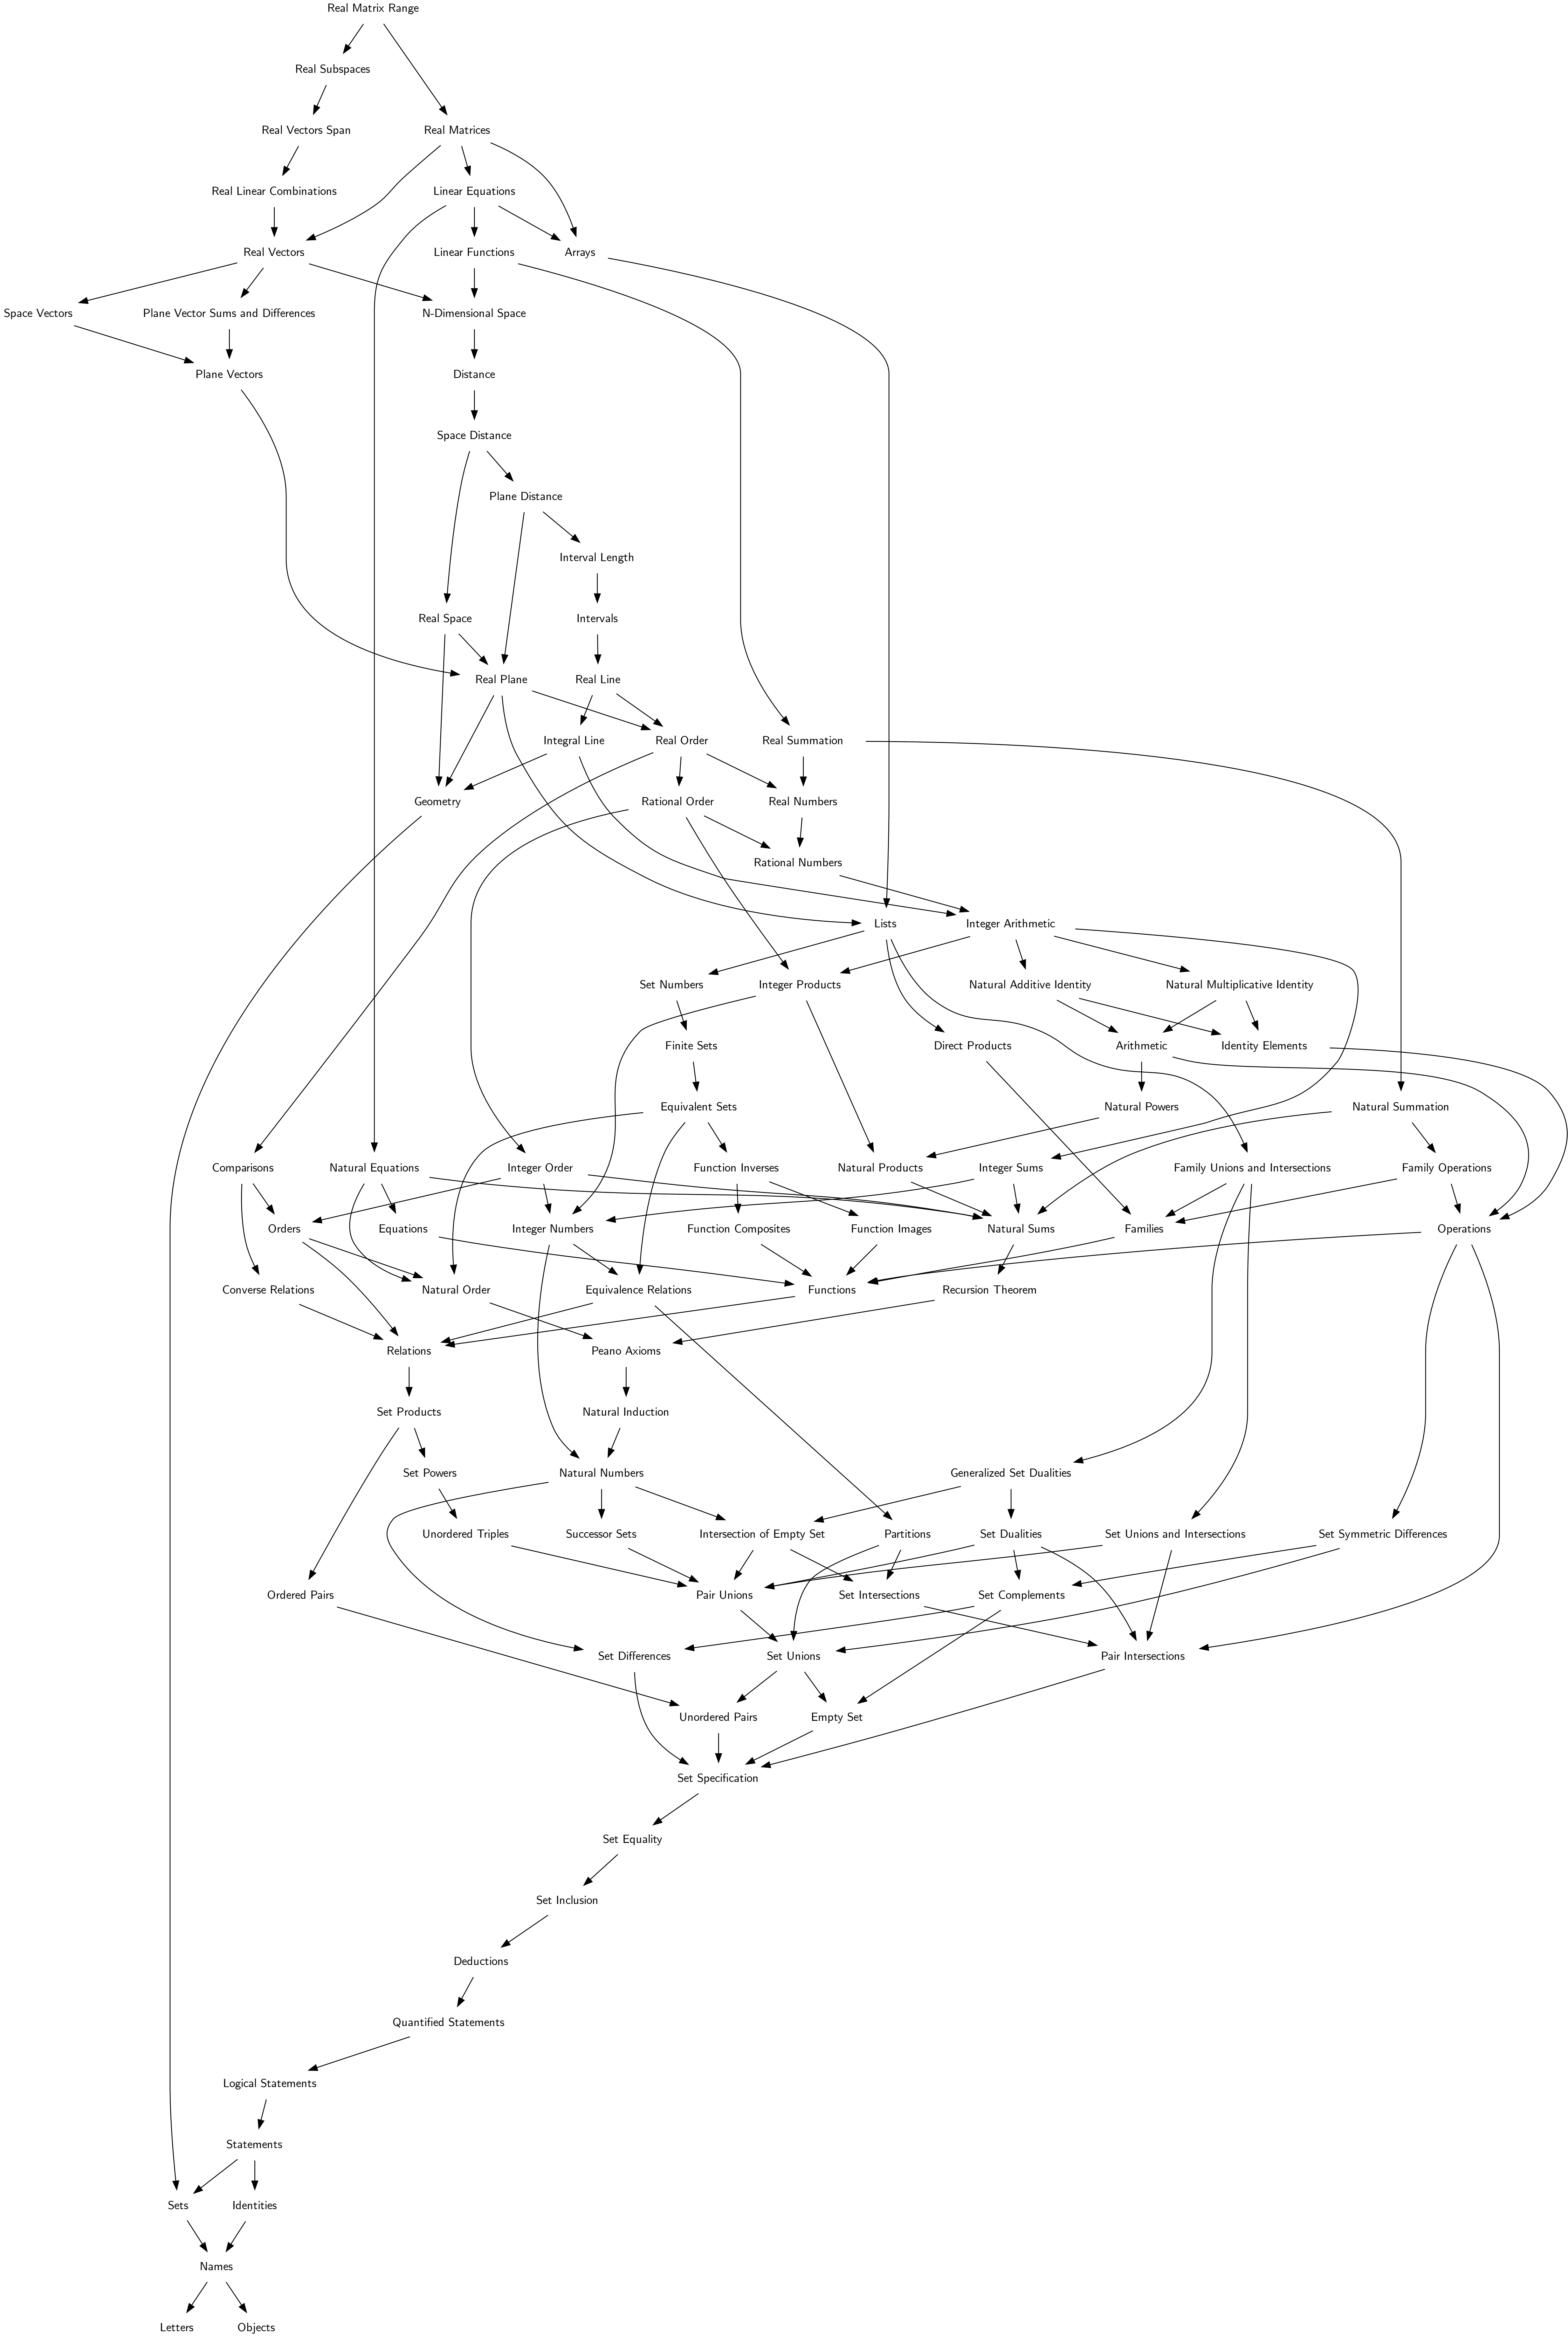 Real Matrix Range
Real Subspaces
Real Vectors Span
Real Matrices
Real Linear Combinations
Linear Equations
Real Vectors
Linear Functions
Arrays
Space Vectors
Plane Vector Sums and Differences
N-Dimensional Space
Plane Vectors
Distance
Space Distance
Plane Distance
Interval Length
Real Space
Intervals
Real Plane
Real Line
Integral Line
Real Order
Real Summation
Geometry
Rational Order
Real Numbers
Rational Numbers
Lists
Integer Arithmetic
Set Numbers
Integer Products
Natural Additive Identity
Natural Multiplicative Identity
Finite Sets
Direct Products
Arithmetic
Identity Elements
Equivalent Sets
Natural Powers
Natural Summation
Comparisons
Natural Equations
Integer Order
Function Inverses
Natural Products
Integer Sums
Family Unions and Intersections
Family Operations
Orders
Equations
Integer Numbers
Function Composites
Function Images
Natural Sums
Families
Operations
Converse Relations
Natural Order
Equivalence Relations
Functions
Recursion Theorem
Relations
Peano Axioms
Set Products
Natural Induction
Set Powers
Natural Numbers
Generalized Set Dualities
Unordered Triples
Successor Sets
Intersection of Empty Set
Partitions
Set Dualities
Set Unions and Intersections
Set Symmetric Differences
Ordered Pairs
Pair Unions
Set Intersections
Set Complements
Set Differences
Set Unions
Pair Intersections
Unordered Pairs
Empty Set
Set Specification
Set Equality
Set Inclusion
Deductions
Quantified Statements
Logical Statements
Statements
Sets
Identities
Names
Letters
Objects